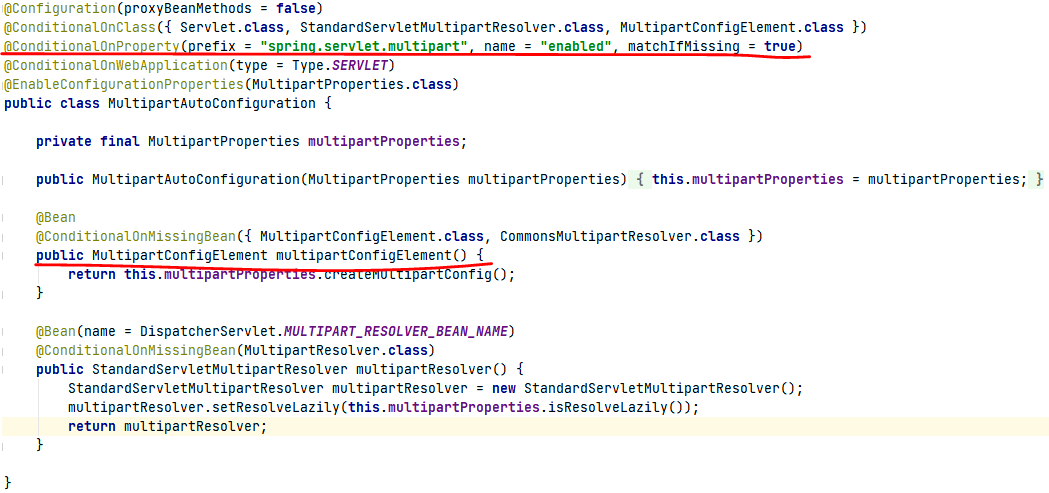 @Configuration(proxyBeanMethods = false)
@ConditionalOnClass({ Servlet.class, StandardServletMultipartResolver.class, MultipartConfigElement.class })
@ConditionalOnProperty(prefix = "spring.servlet.multipart", name = "enabled", matchIfMissing = true)
@ConditionalOnWebApplication(type = Type.SERVLET)
@EnableConfigurationProperties(MultipartProperties.class)
public class MultipartAutoConfiguration {
private final MultipartProperties multipartProperties;
public MultipartAutoConfiguration(MultipartProperties multipartProperties) { this.multipartProperties = multipartProperties; }
@Bean
@ConditionalOnMissingBean({ MultipartConfigElement.class, CommonsMultipartResolver.class })
public MultipartConfigElement multipartConfigElement() {
return this.multipartProperties.createMultipartConfig();
}
@Bean(name = DispatcherServlet.MULTIPART_RESOLVER_BEAN_NAME)
@ConditionalOnMissingBean(MultipartResolver.class)
public StandardServletMultipartResolver multipartResolver() {
StandardServletMultipartResolver multipartResolver = new StandardServletMultipartResolver();
multipartResolver.setResolveLazily(this.multipartProperties.isResolveLazily());
return multipartResolver;
}
}